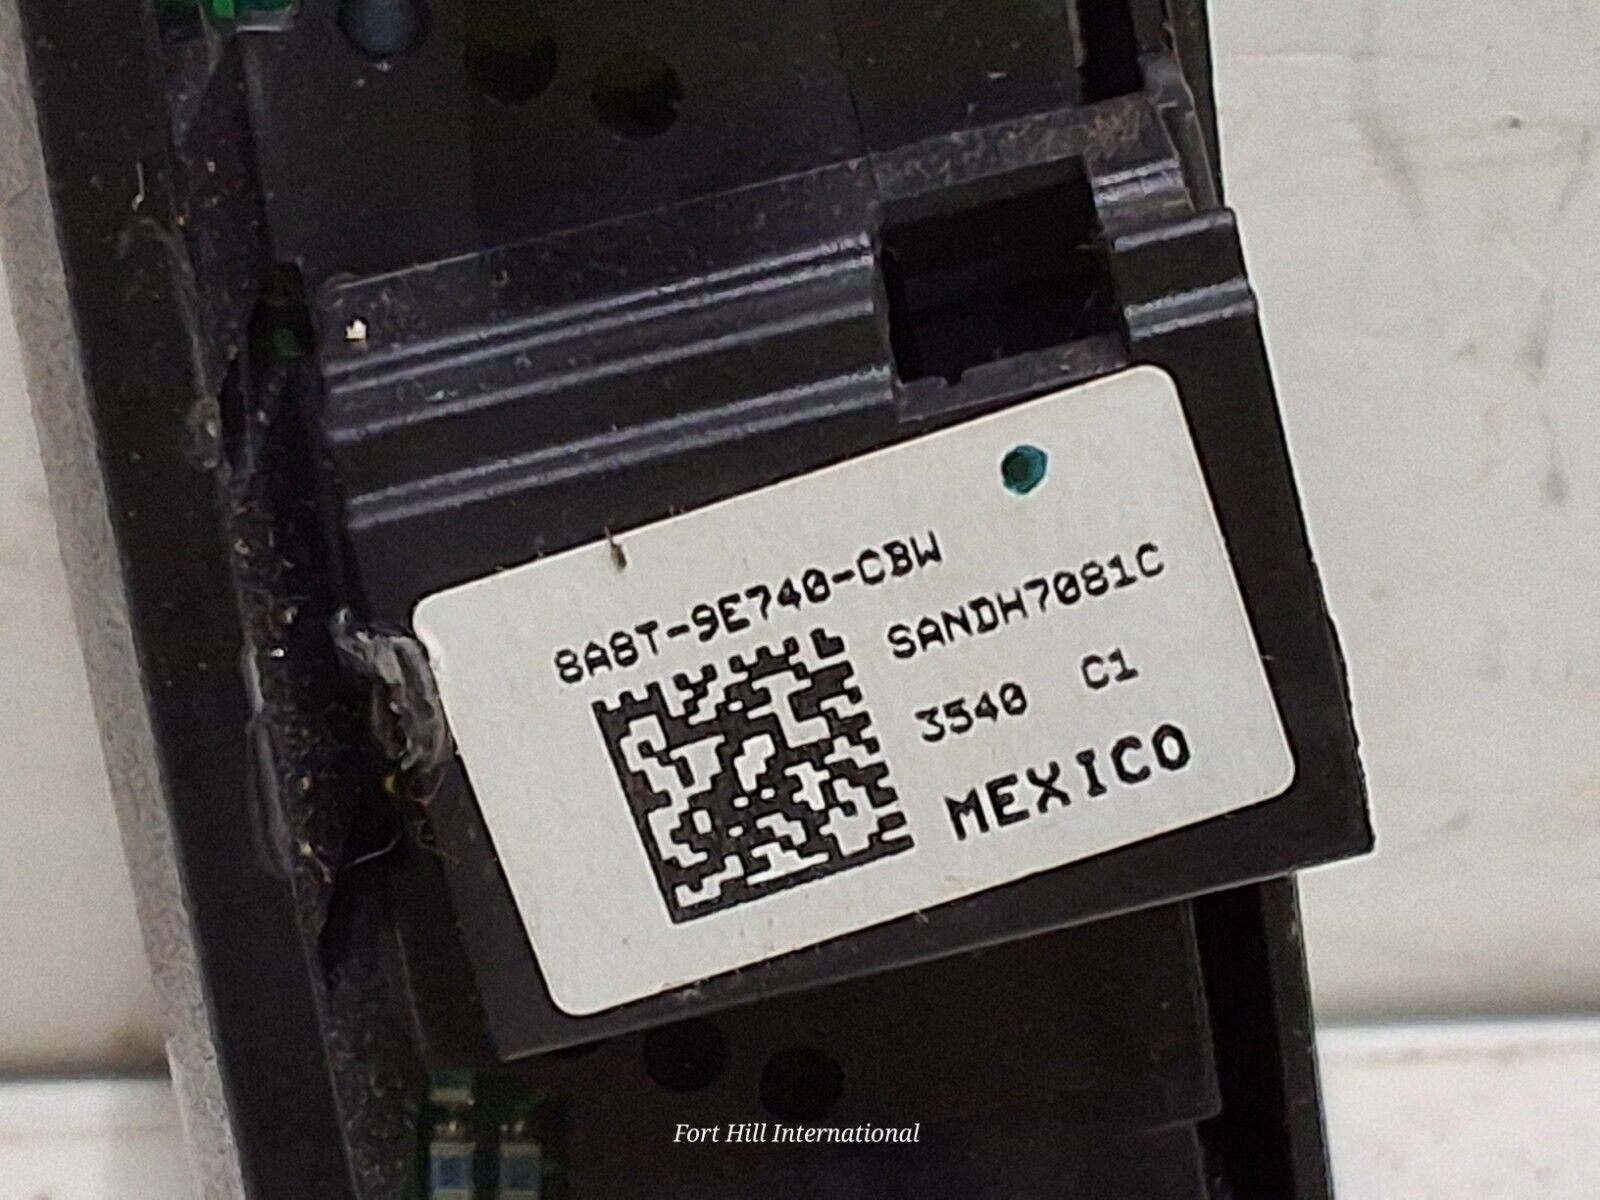 8A8T-9E740-CBW
SANDH7081C
3540 C1
MEXICO
Fort Hill International